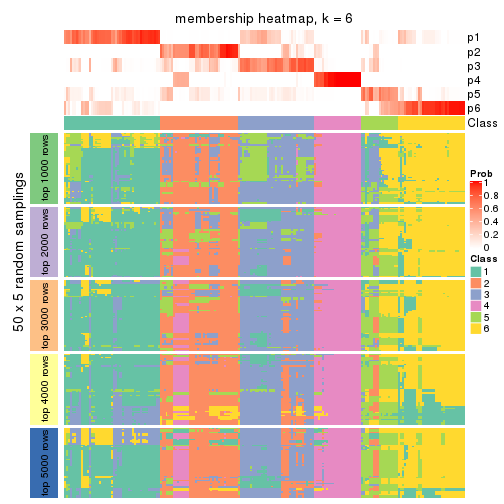 membership heatmap, k = 6
p1
p2
p3
p4
p5
p6
Class
50 x 5 random samplings
top 1000 rows
top 2000 rows
top 3000 rows
top 4000 rows
top 5000 rows
Prob
1
0.8
0.6
0.4
0.2
0
Class
1
2
3
4
5
6